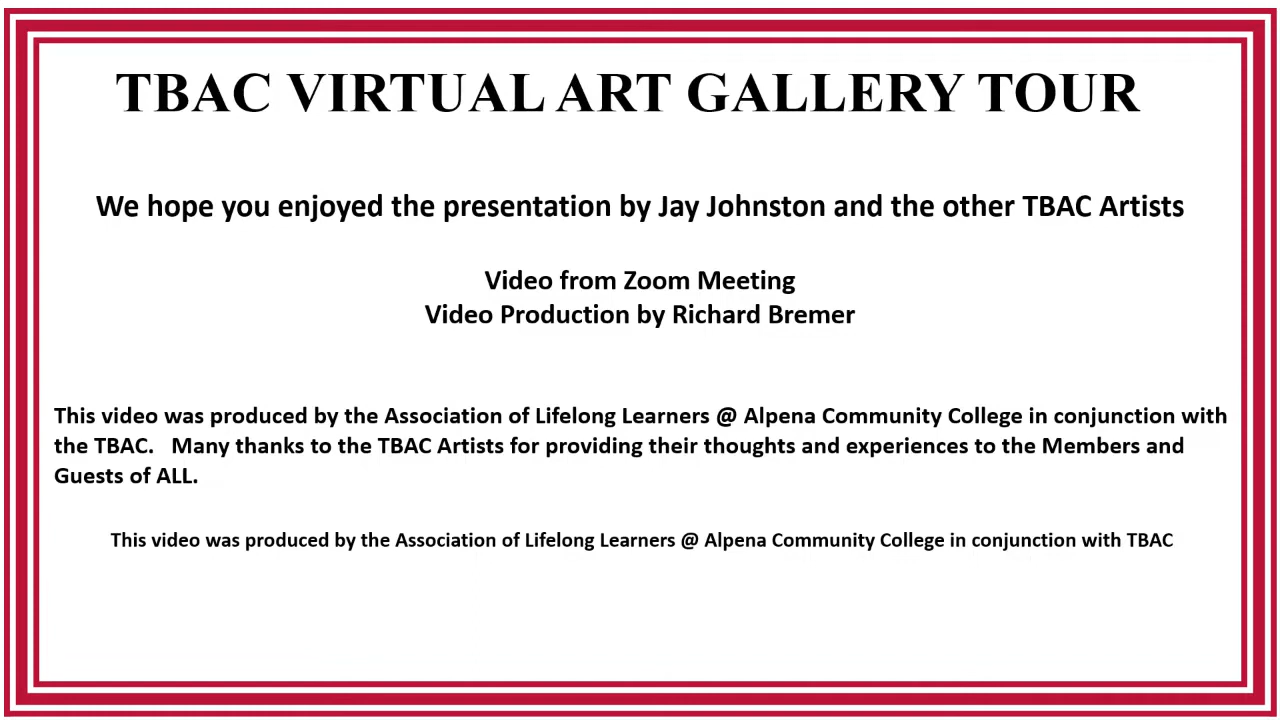 TBAC VIRTUAL ART GALLERY TOUR
We hope you enjoyed the presentation by Jay Johnston and the other TBAC Artists
Video from Zoom Meeting
Video Production by Richard Bremer
This video was produced by the Association of Lifelong Learners @ Alpena Community College in conjunction with
the TBAC.   Many thanks to the TBAC Artists for providing their thoughts and experiences to the Members and
Guests of ALL.
This video was produced by the Association of Lifelong Learners @ Alpena Community College in conjunction with TBAC